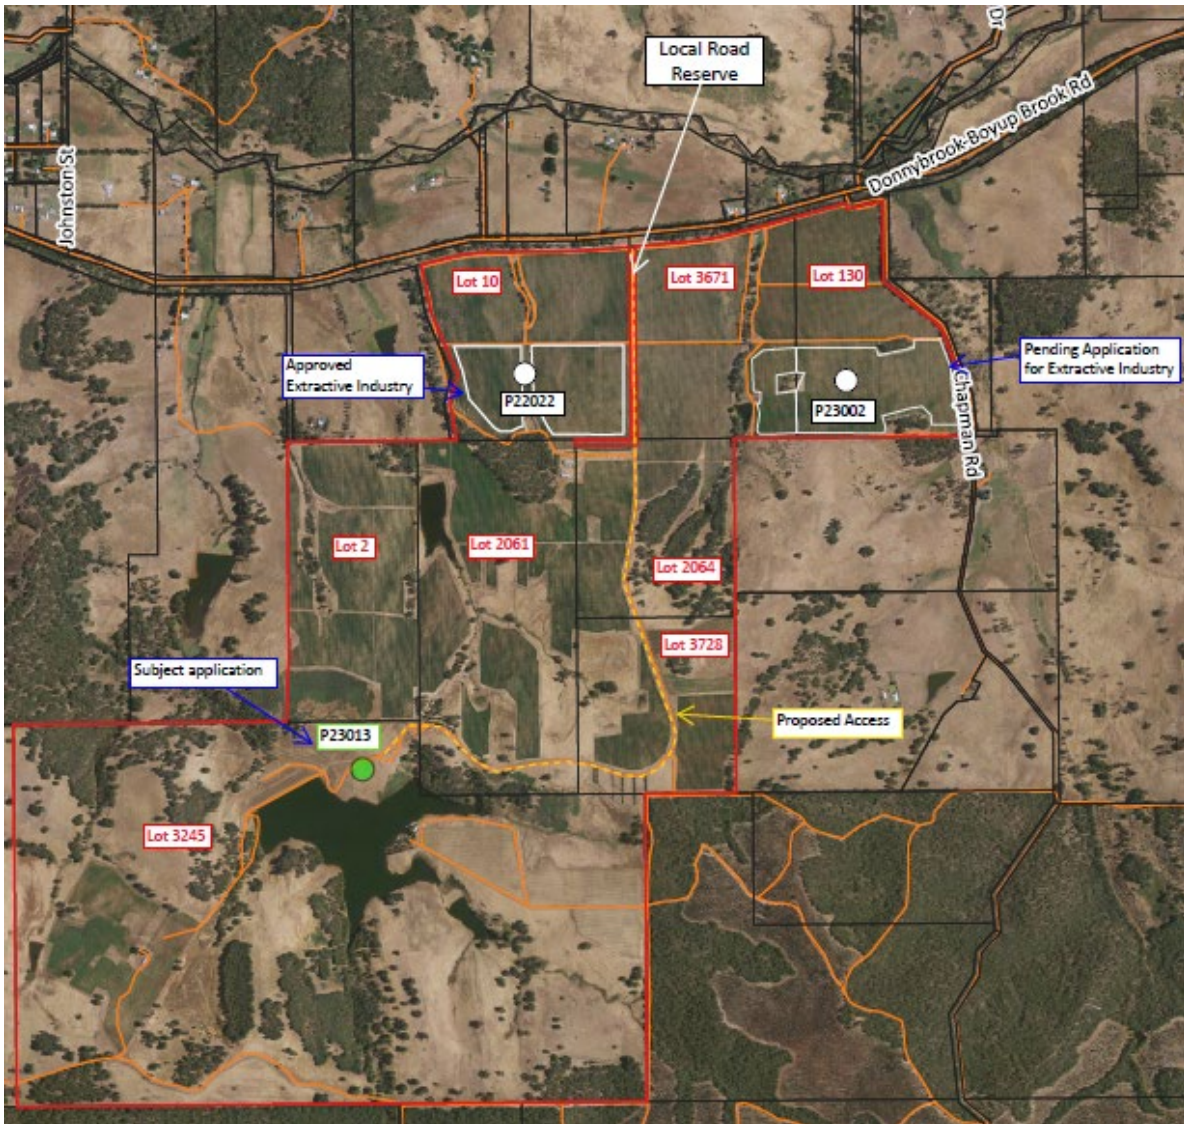 Dr
Local Road
Reserve
Donnybrook-Boyup Brook Rd
Johnston St
Lot 10
Lot 3671
Lot 130
Approved
Extractive Industry
Pending Application
for Extractive Industry
P22022
P23002
Chapman Rd
Lot 2
Lot 2061
Lot 2064
Lot 3728
Subject application
P23013
Proposed Access
Lot 3245